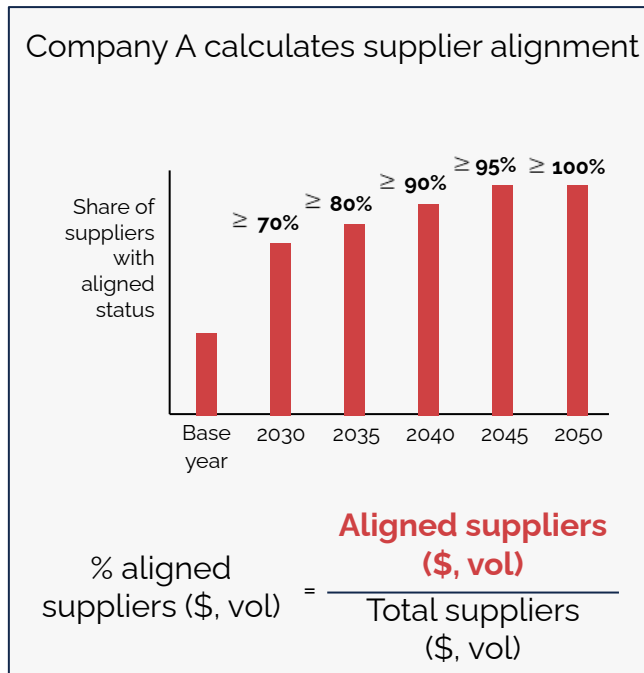 Company A calculates supplier alignment
Share of
suppliers
with
aligned
status
≥ 70%
≥ 80%
≥ 90%
≥ 95%
≥ 100%
Base
year
2030
2035
2040
2045
2050
% aligned
suppliers ($, vol)
=
Aligned suppliers
($, vol)
Total suppliers
($, vol)